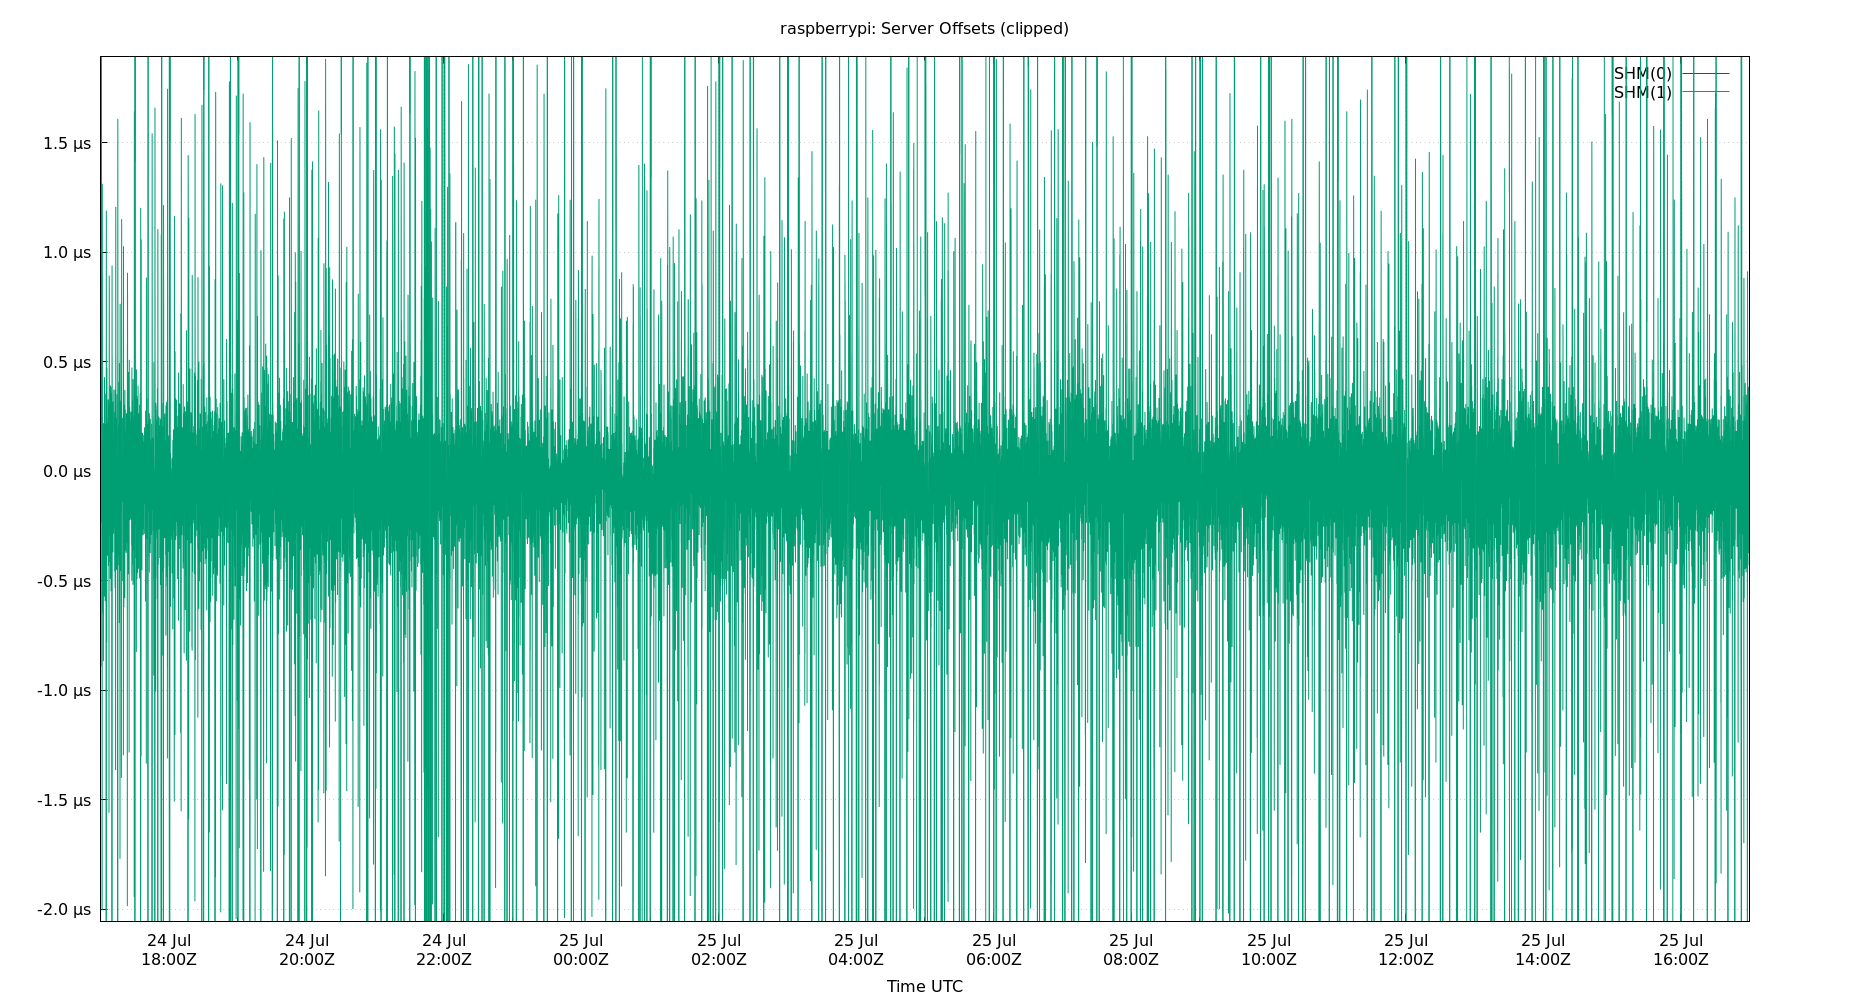 raspberrypi: Server Offsets (clipped)
SHM(0)
SHM(1)
1.5 µs
1.0 µs
0.5 µs
0.0 µs
-0.5 µs
-1.0 µs
-1.5 µs
-2.0 µs
24 Jul 24 Jul 24 Jul 25 Jul 25 Jul 25 Jul 25 Jul 25 Jul 25 Jul 25 Jul 25 Jul 25 Jul
18:00Z 20:00Z 22:00Z 00:00Z 02:00Z 04:00Z 06:00Z 08:00Z 10:00Z 12:00Z 14:00Z 16:00Z
Time UTC